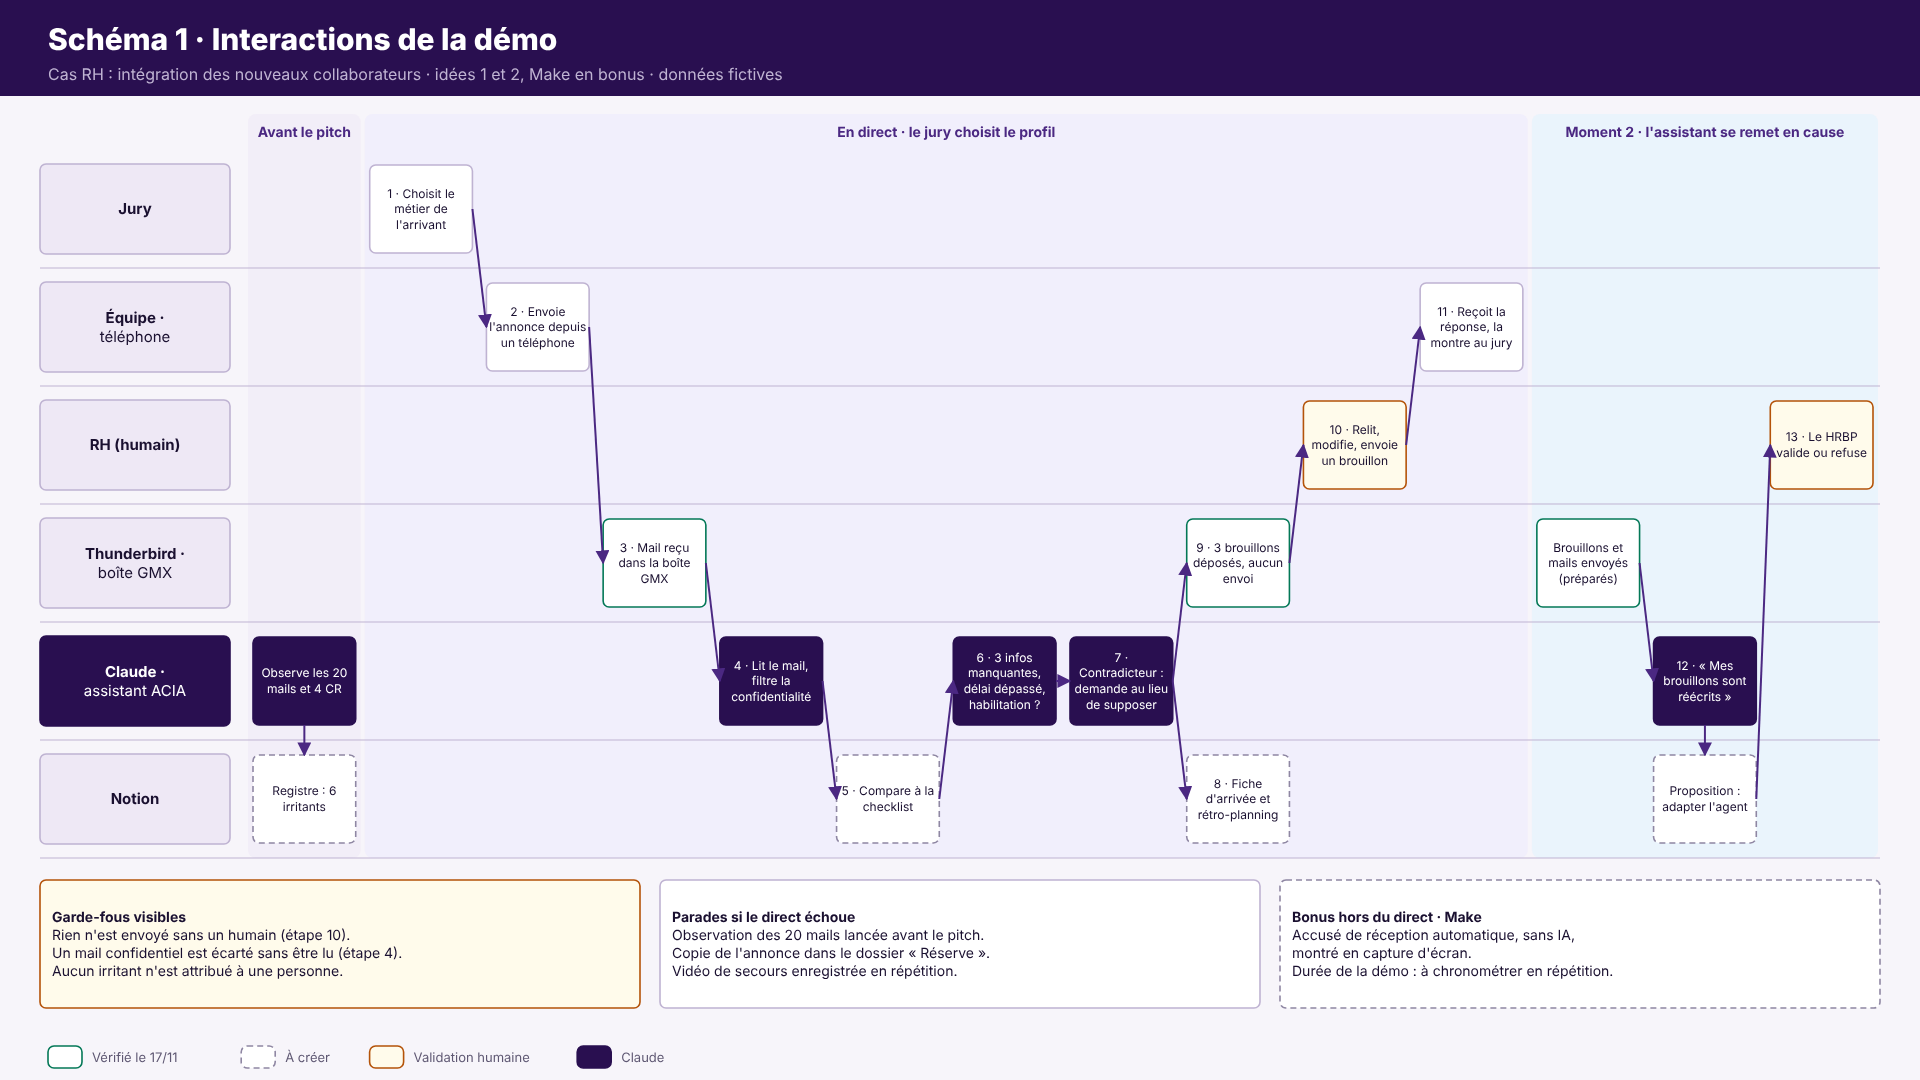 Schéma 1 · Interactions de la démo
Cas RH : intégration des nouveaux collaborateurs · idées 1 et 2, Make en bonus · données fictives
Avant le pitch
En direct · le jury choisit le profil
Moment 2 · l'assistant se remet en cause
Jury
1 · Choisit le
métier de
l'arrivant
Équipe ·
téléphone
2 · Envoie
l'annonce depuis
un téléphone
11 · Reçoit la
réponse, la
montre au jury
RH (humain)
10 · Relit,
modifie, envoie
un brouillon
13 · Le HRBP
valide ou refuse
Thunderbird ·
boîte GMX
3 · Mail reçu
dans la boîte
GMX
9 · 3 brouillons
déposés, aucun
envoi
Brouillons et
mails envoyés
(préparés)
Claude ·
assistant ACIA
Observe les 20
mails et 4 CR
4 · Lit le mail,
filtre la
confidentialité
6 · 3 infos
manquantes,
délai dépassé,
habilitation ?
7 ·
Contradicteur :
demande au lieu
de supposer
12 · « Mes
brouillons sont
réécrits »
Notion
Registre : 6
irritants
5 · Compare à la
checklist
8 · Fiche
d'arrivée et
rétro-planning
Proposition :
adapter l'agent
Garde-fous visibles
Rien n'est envoyé sans un humain (étape 10).
Un mail confidentiel est écarté sans être lu (étape 4).
Aucun irritant n'est attribué à une personne.
Parades si le direct échoue
Observation des 20 mails lancée avant le pitch.
Copie de l'annonce dans le dossier « Réserve ».
Vidéo de secours enregistrée en répétition.
Bonus hors du direct · Make
Accusé de réception automatique, sans IA,
montré en capture d'écran.
Durée de la démo : à chronométrer en répétition.
Vérifié le 17/11
À créer
Validation humaine
Claude